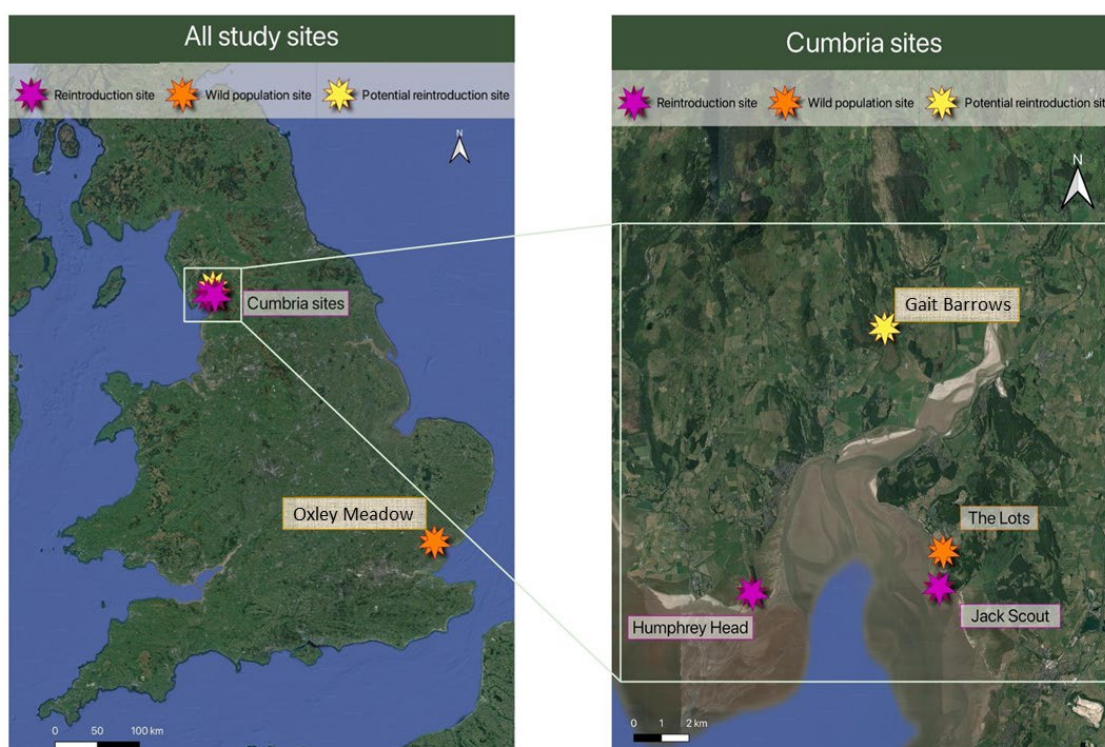 All study sites
Reintroduction site
Wild population site
Potential reintroduction site
N
Cumbria sites
Oxley Meadow
0 50 100 km
Cumbria sites
Reintroduction site
Wild population site
Potential reintroduction sit
N
Gait Barrows
The Lots
Jack Scout
Humphrey Head
0 1 2 km